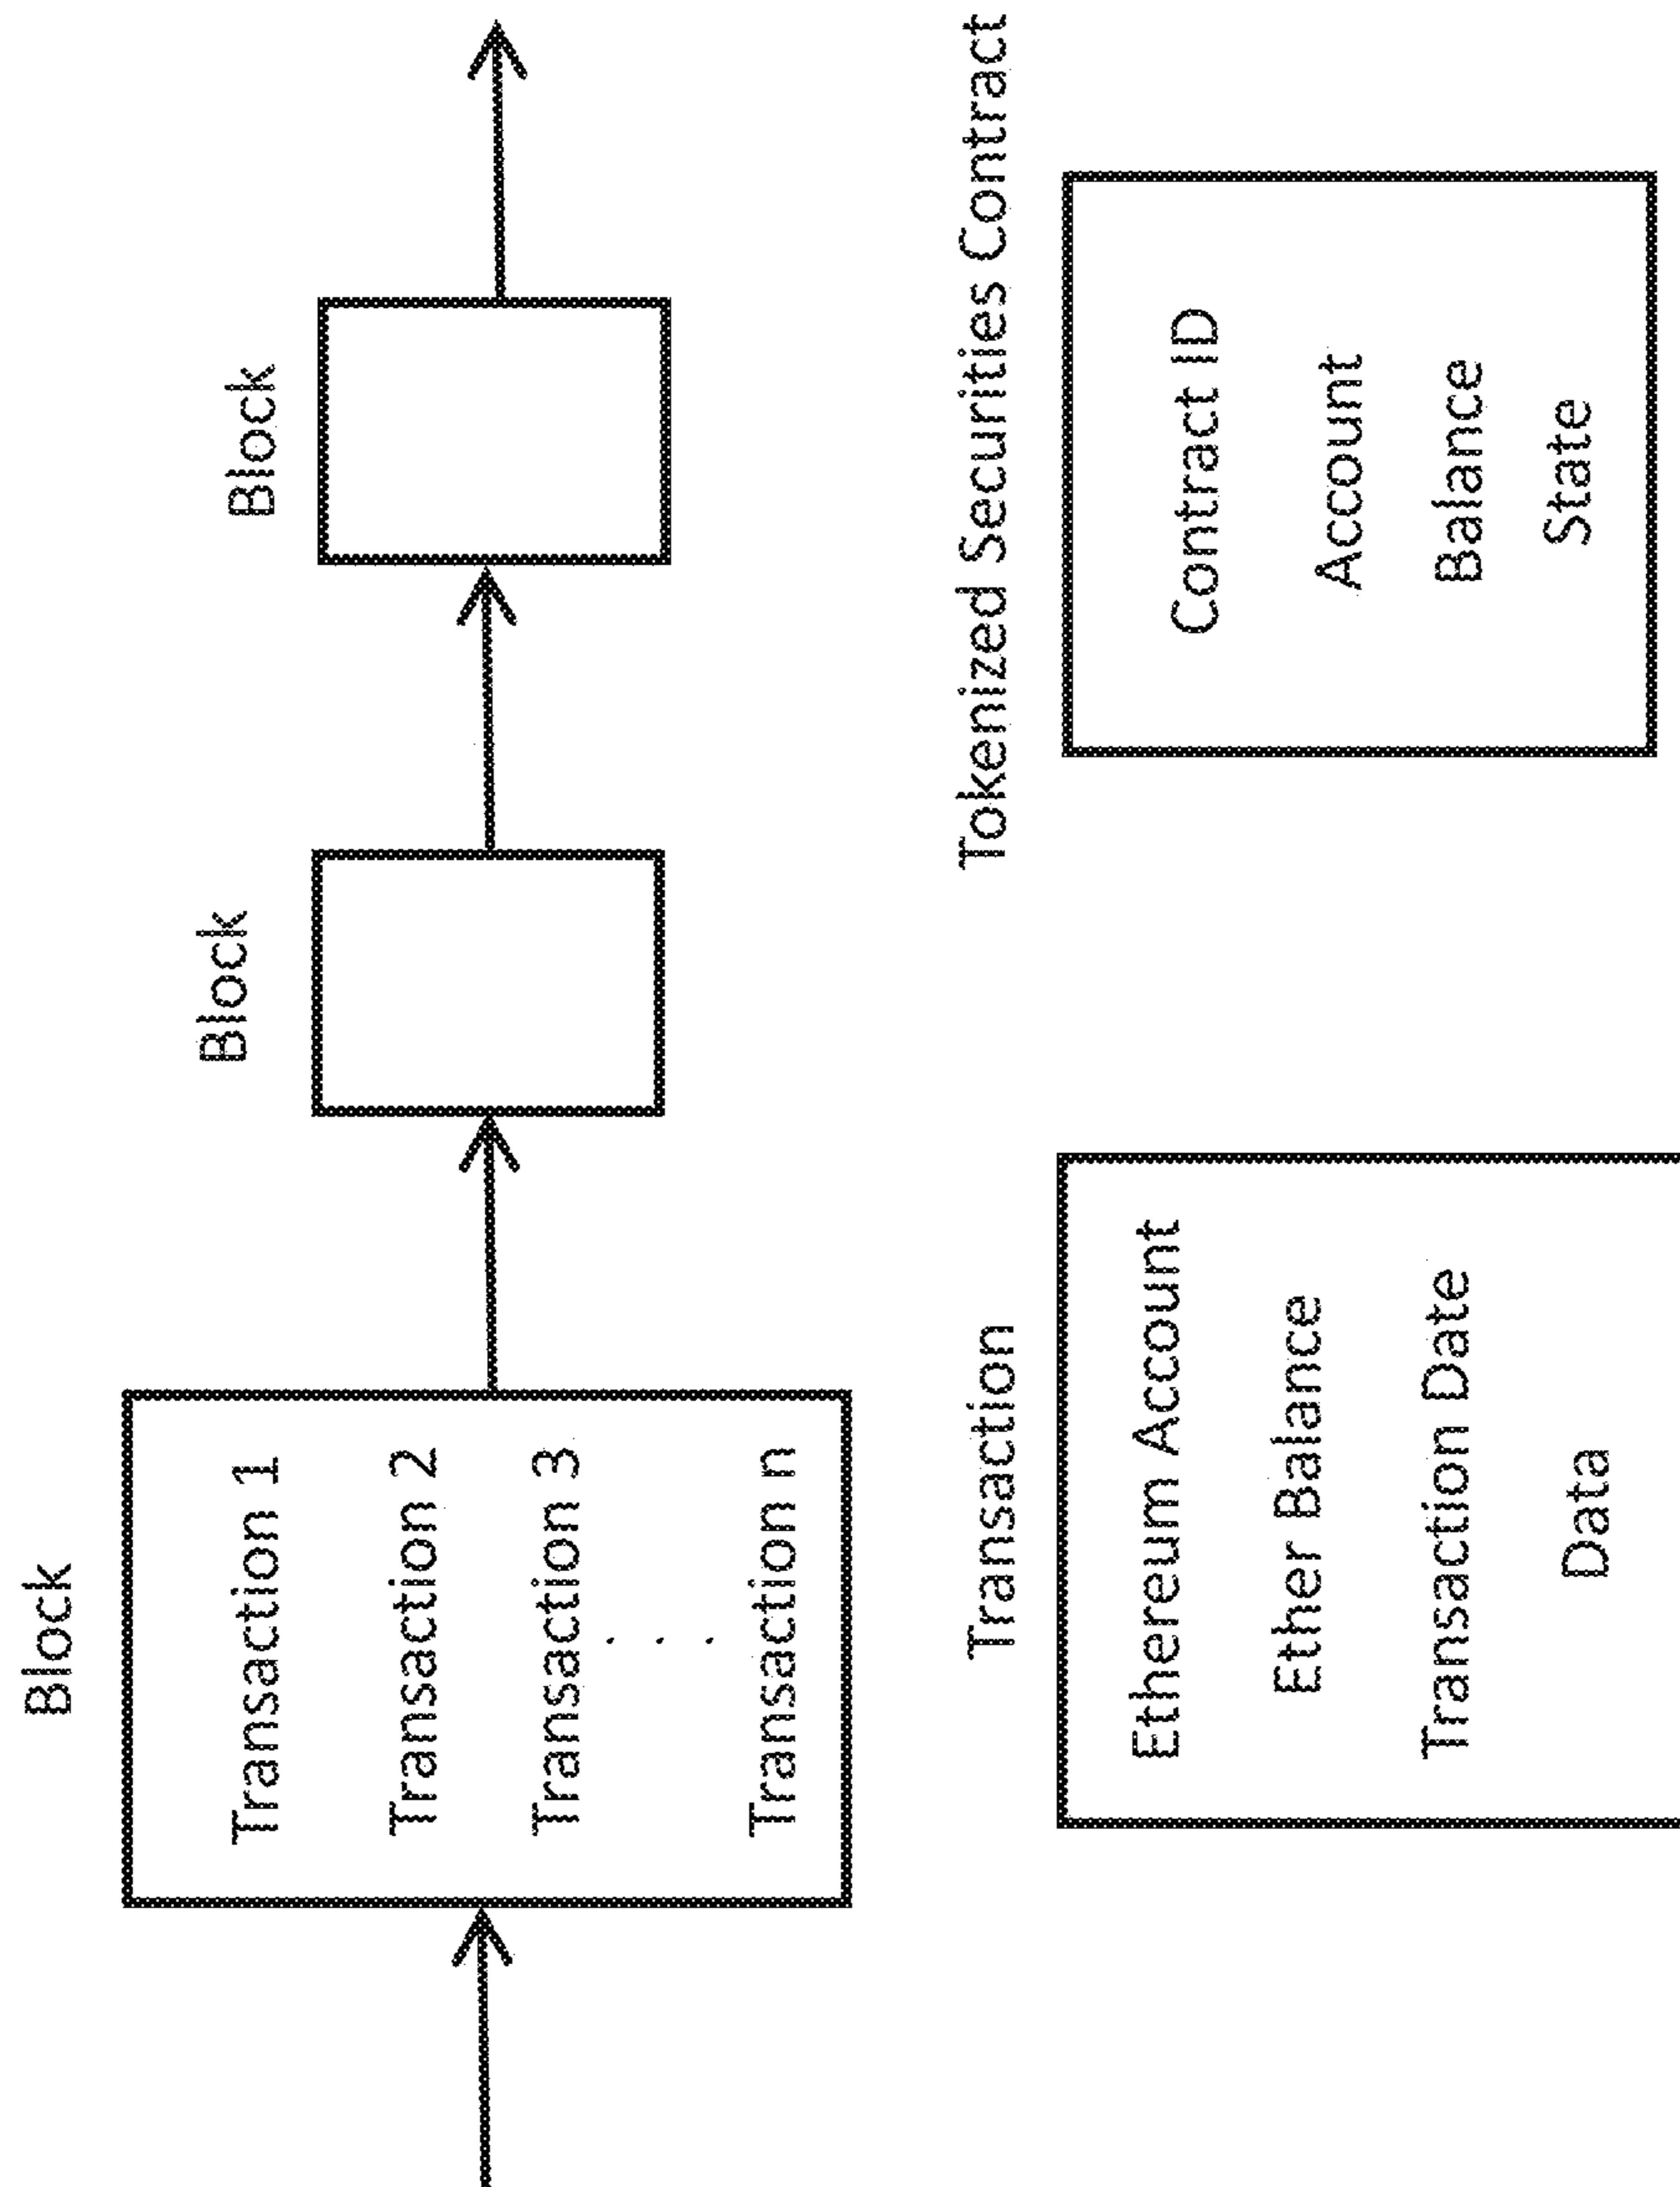 Block
Transaction 1
Transaction 2
Transaction 3
. . .
Transaction n
Block
Block
Transaction
Ethereum Account
Ether Balance
Transaction Date
Data
Tokenized Securities Contract
Contract ID
Account
Balance
State